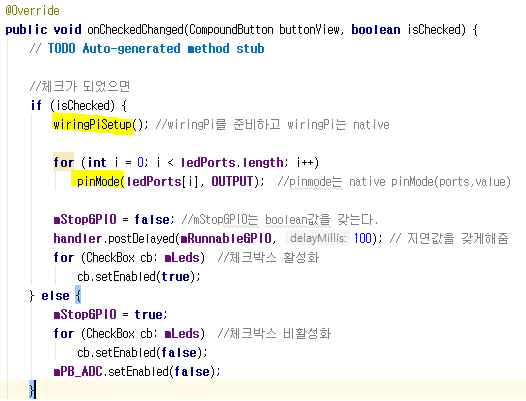 @Override
public void onCheckedChanged(CompoundButton buttonView, boolean isChecked) {
// TODO Auto-generated method stub
//체크가 되었으면
if (isChecked) {
wiringPiSetup(); //wiringPi를 준비하고 wiringPi는 native
for (int i = 0; i < ledPorts.length; i++)
pinMode(ledPorts[i], OUTPUT); //pinmode는 native pinMode(ports,value)
mStopGPIO = false; //mStopGPIO는 boolean값을 갖는다.
handler.postDelayed(mRunnableGPIO, delayMillis: 100); // 지연값을 갖게해줌
for (CheckBox cb: mLeds) //체크박스 활성화
cb.setEnabled(true);
} else {
mStopGPIO = true;
for (CheckBox cb: mLeds) //체크박스 비활성화
cb.setEnabled(false);
mPB_ADC.setEnabled(false);
}